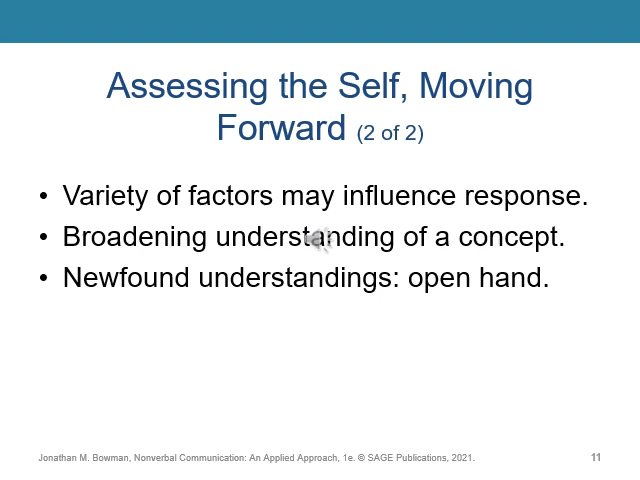 Assessing the Self, Moving
Forward (2 of 2)
• Variety of factors may influence response.
• Broadening understanding of a concept.
• Newfound understandings: open hand.
Jonathan M. Bowman, Nonverbal Communication: An Applied Approach, 1e. © SAGE Publications, 2021.
11